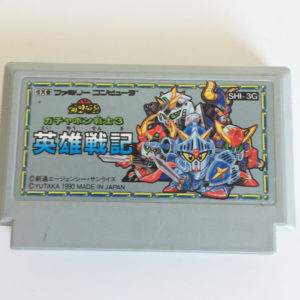 ファミリー コンピュータ
SHI-3G
ガチャポン戦士3
英雄戦記
©創通エージェンシー・サンライズ
©YUTAKA 1990 MADE IN JAPAN